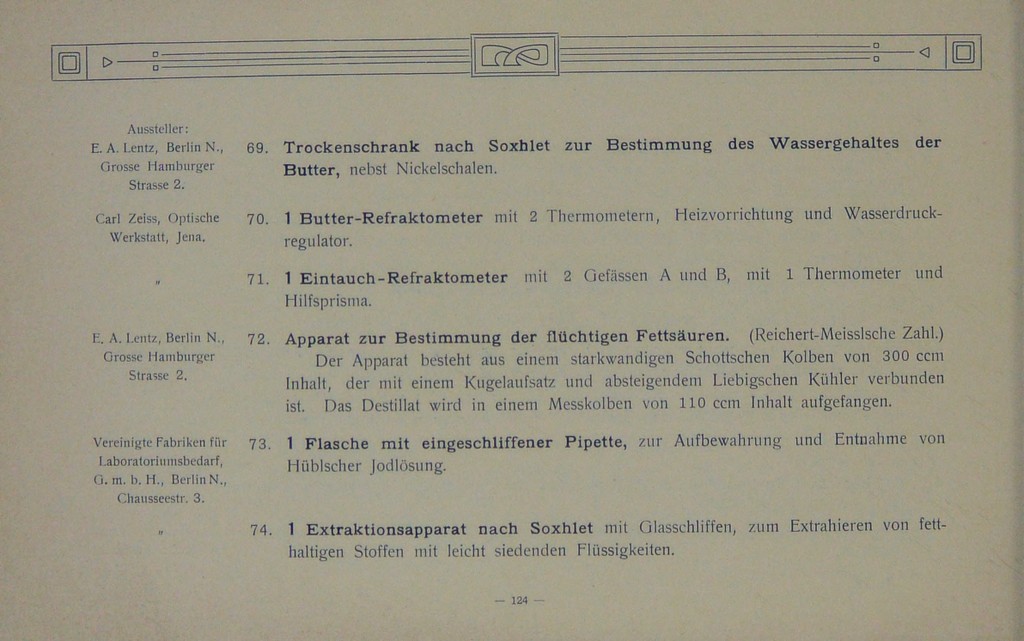 Aussteller:
E. A. Lentz, Berlin N.,
Grosse Hamburger
Strasse 2.
69. Trockenschrank nach Soxhlet zur Bestimmung des Wassergehaltes der
Butter, nebst Nickelschalen.
Carl Zeiss, Optische
Werkstatt, Jena.
70. 1 Butter-Refraktometer mit 2 Thermometern, Heizvorrichtung und Wasserdruck-
regulator.
„
71. 1 Eintauch-Refraktometer mit 2 Gefässen A und B, mit 1 Thermometer und
Hilfsprisma.
E. A. Lentz, Berlin N.,
Grosse Hamburger
Strasse 2.
72. Apparat zur Bestimmung der flüchtigen Fettsäuren. (Reichert-Meisslsche Zahl.)
Der Apparat besteht aus einem starkwandigen Schottschen Kolben von 300 ccm
Inhalt, der mit einem Kugelaufsatz und absteigendem Liebigschen Kühler verbunden
ist. Das Destillat wird in einem Messkolben von 110 ccm Inhalt aufgefangen.
Vereinigte Fabriken für
Laboratoriumsbedarf,
G. m. b. H., Berlin N.,
Chausseestr. 3.
73. 1 Flasche mit eingeschliffener Pipette, zur Aufbewahrung und Entnahme von
Hüblscher Jodlösung.
„
74. 1 Extraktionsapparat nach Soxhlet mit Glasschliffen, zum Extrahieren von fett-
haltigen Stoffen mit leicht siedenden Flüssigkeiten.
— 124 —